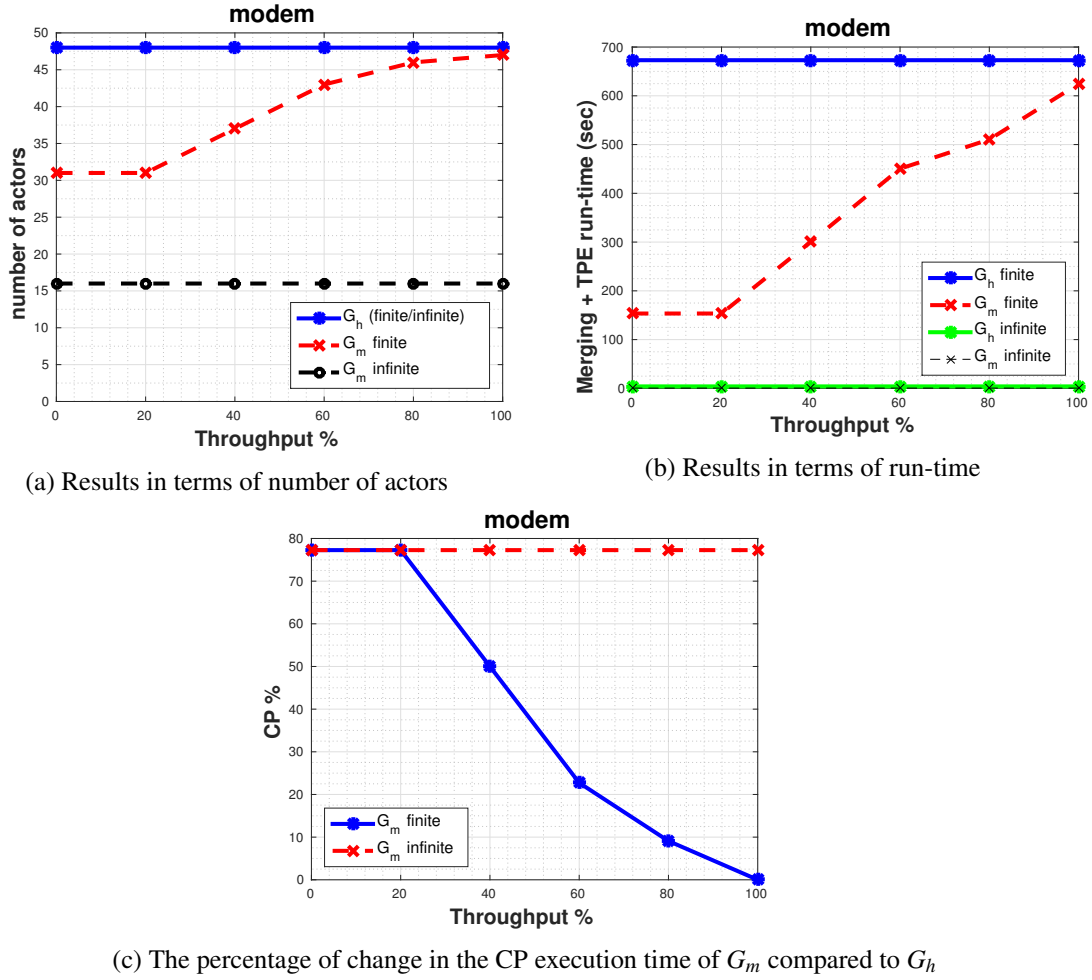 modem
50
45
40
35
30
25
20
15
10
5
0
number of actors
G_h (finite/infinite)
G_m finite
G_m infinite
0 20 40 60 80 100
Throughput %
(a) Results in terms of number of actors
modem
700
600
500
400
300
200
100
0
Merging + TPE run-time (sec)
G_h finite
G_m finite
G_h infinite
G_m infinite
0 20 40 60 80 100
Throughput %
(b) Results in terms of run-time
modem
80
70
60
50
40
30
20
10
0
CP %
G_m finite
G_m infinite
0 20 40 60 80 100
Throughput %
(c) The percentage of change in the CP execution time of G_m compared to G_h